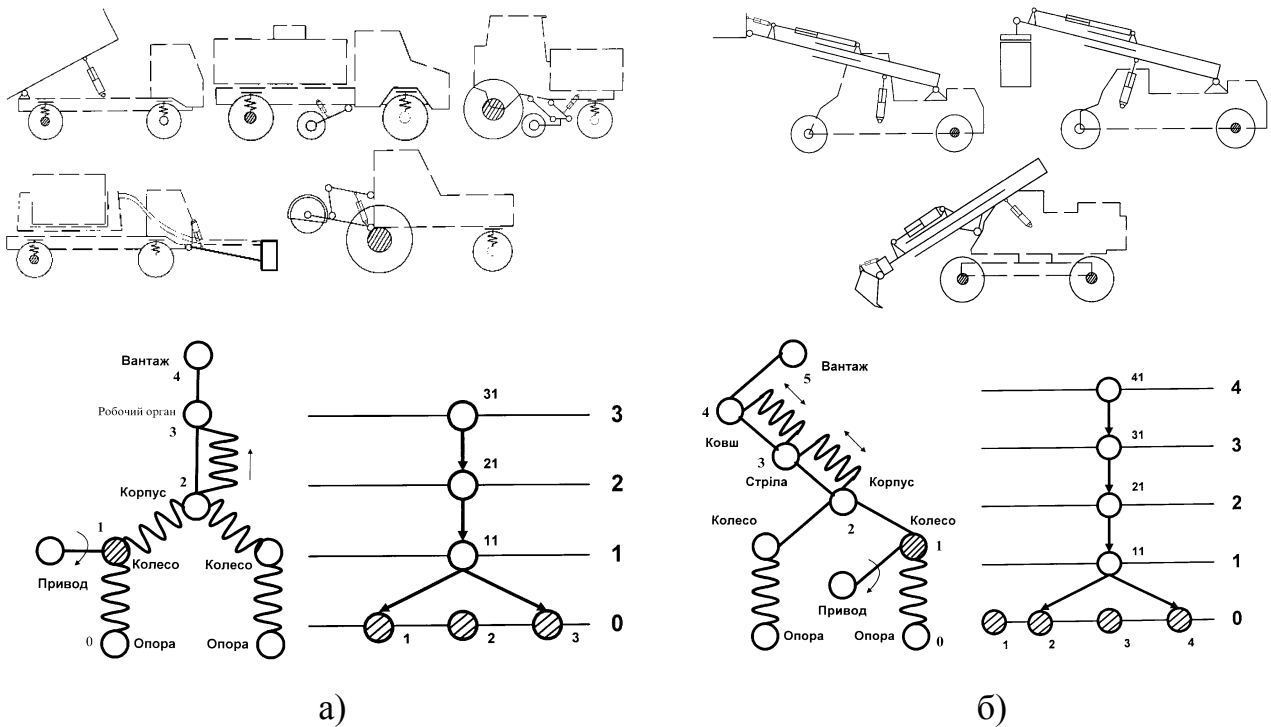 Вантаж
4
Робочий орган
3
2
Корпус
1
Привод
Колесо
Колесо
0
Опора
Опора
31
3
21
2
11
1
0
1
2
3
5
Вантаж
4
Ковш
3
Стріла
Корпус
2
Колесо
Колесо
1
Привод
Опора
Опора
0
41
4
31
3
21
2
11
1
0
1
2
3
4
а)
б)